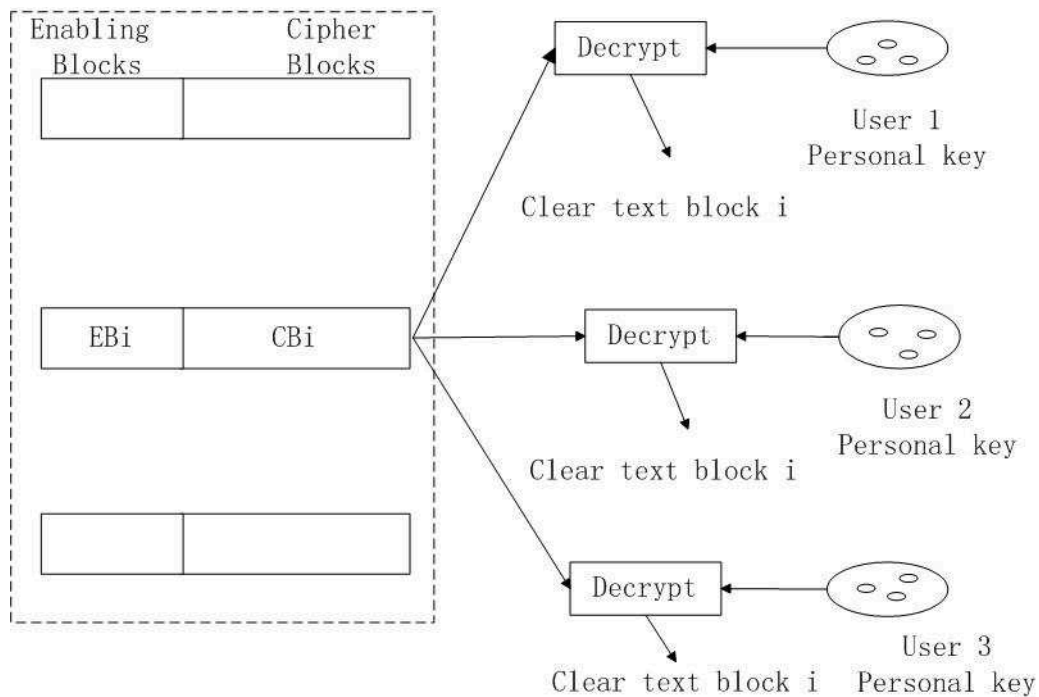 Enabling
Blocks
Cipher
Blocks
Decrypt
User 1
Personal key
Clear text block i
EBi
CBi
Decrypt
User 2
Personal key
Clear text block i
Decrypt
User 3
Personal key
Clear text block i